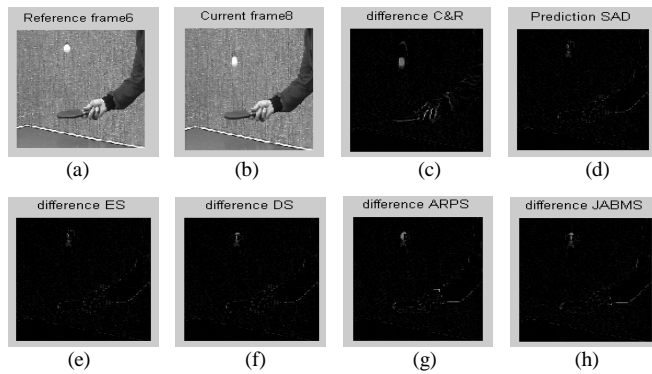 Reference frame6
Current frame8
difference C&R
Prediction SAD
(a)
(b)
(c)
(d)
difference ES
difference DS
difference ARPS
difference JABMS
(e)
(f)
(g)
(h)